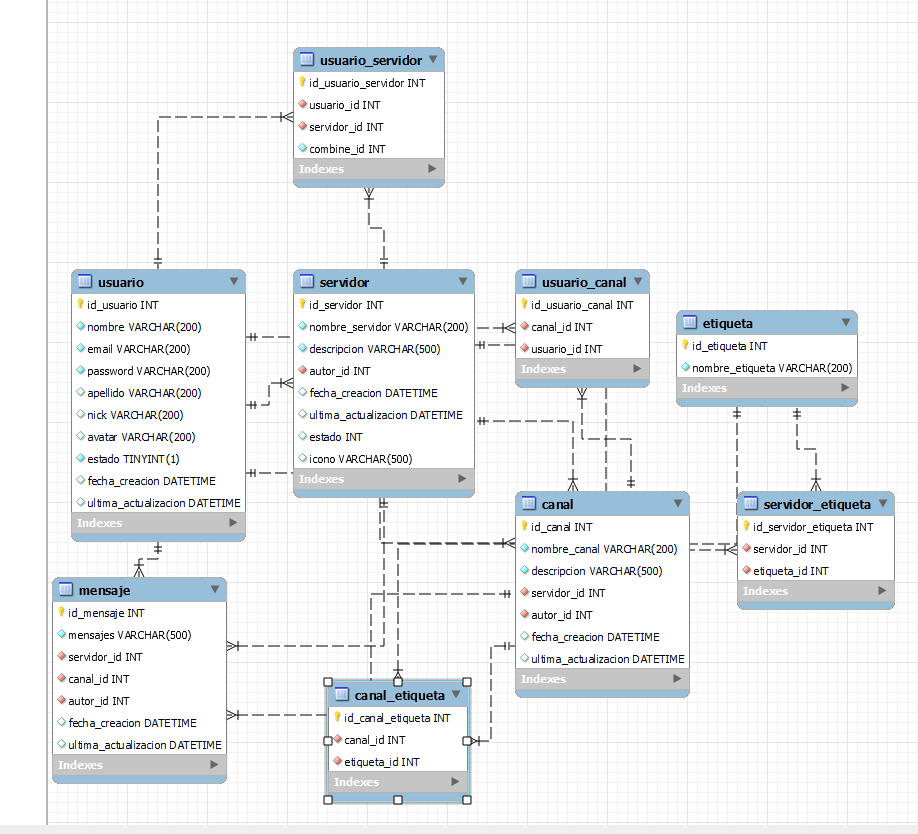 usuario_servidor
id_usuario_servidor INT
usuario_id INT
servidor_id INT
combine_id INT
Indexes
usuario
id_usuario INT
nombre VARCHAR(200)
email VARCHAR(200)
password VARCHAR(200)
apellido VARCHAR(200)
nick VARCHAR(200)
avatar VARCHAR(200)
estado TINYINT(1)
fecha_creacion DATETIME
ultima_actualizacion DATETIME
Indexes
servidor
id_servidor INT
nombre_servidor VARCHAR(200)
descripcion VARCHAR(500)
autor_id INT
fecha_creacion DATETIME
ultima_actualizacion DATETIME
estado INT
icono VARCHAR(500)
Indexes
usuario_canal
id_usuario_canal INT
canal_id INT
usuario_id INT
Indexes
etiqueta
id_etiqueta INT
nombre_etiqueta VARCHAR(200)
Indexes
canal
id_canal INT
nombre_canal VARCHAR(200)
descripcion VARCHAR(500)
servidor_id INT
autor_id INT
fecha_creacion DATETIME
ultima_actualizacion DATETIME
Indexes
servidor_etiqueta
id_servidor_etiqueta INT
servidor_id INT
etiqueta_id INT
Indexes
mensaje
id_mensaje INT
mensajes VARCHAR(500)
servidor_id INT
canal_id INT
autor_id INT
fecha_creacion DATETIME
ultima_actualizacion DATETIME
Indexes
canal_etiqueta
id_canal_etiqueta INT
canal_id INT
etiqueta_id INT
Indexes